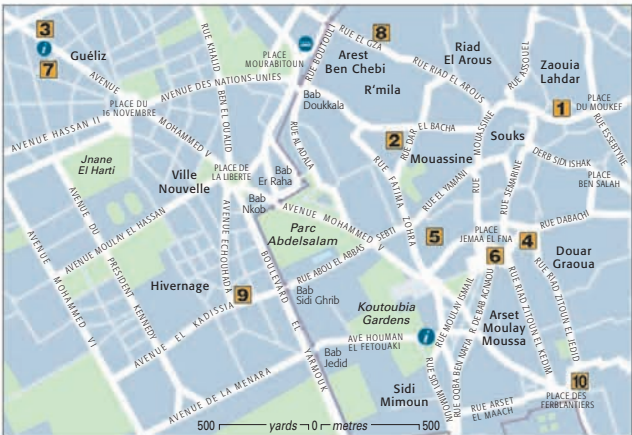 3
Guéliz
7
RUE KHALID
BEN EL OUALID
PLACE
MOURABITOUN
RUE BOUTOUIL
Arest
Ben Chebi
8
RUE EL GZA
Riad
El Arous
RUE RIAD EL AROUS
RUE ASSOUEL
Zaouia
Lahdar
R'mila
AVENUE DES NATIONS-UNIES
PLACE DU
16 NOVEMBRE
AVENUE
MOHAMMED V
AVENUE HASSAN II
Bab
Doukkala
1
PLACE
DU MOUKEF
RUE ESSEBTYNE
2
RUE DAR
EL BACHA
Mouassine
RUE
MOUASSINE
Souks
DERB SIDI ISHAK
PLACE
BEN SALAH
Jnane
El Harti
Ville
Nouvelle
PLACE DE
LA LIBERTE
Bab
Er Raha
Bab
Nkob
RUE FATIMA
ZOHRA
RUE EL YAMANI
RUE SEMARINE
AVENUE MOHAMMED V
Parc
Abdelsalam
RUE ABOU EL ABBAS SEBTI
5
PLACE
JEMAA EL FNA
4
6
RUE DABACHI
Douar
Graoua
AVENUE DU
PRESIDENT KENNEDY
AVENUE MOULAY EL HASSAN
AVENUE ECHOUHADA
AVENUE MOHAMMED VI
Hivernage
9
AVENUE EL KADISSIA
BOULEVARD EL YARMOUK
Bab
Sidi Ghrib
Koutoubia
Gardens
RUE MOULAY ISMAIL
R. DE BAB AGNAOU
RUE RIAD ZITOUN EL KEDIM
RUE RIAD ZITOUN EL JEDID
Arset
Moulay
Moussa
AVE HOUMAN
EL FETOUAKI
Bab
Jedid
Sidi
Mimoun
RUE SIDI MIMOUN
RUE OQBA BEN NAFIA
RUE ARSET
EL MAACH
10
PLACE DES
FERBLANTIERS
AVENUE DE LA MENARA
500 yards 0 metres 500